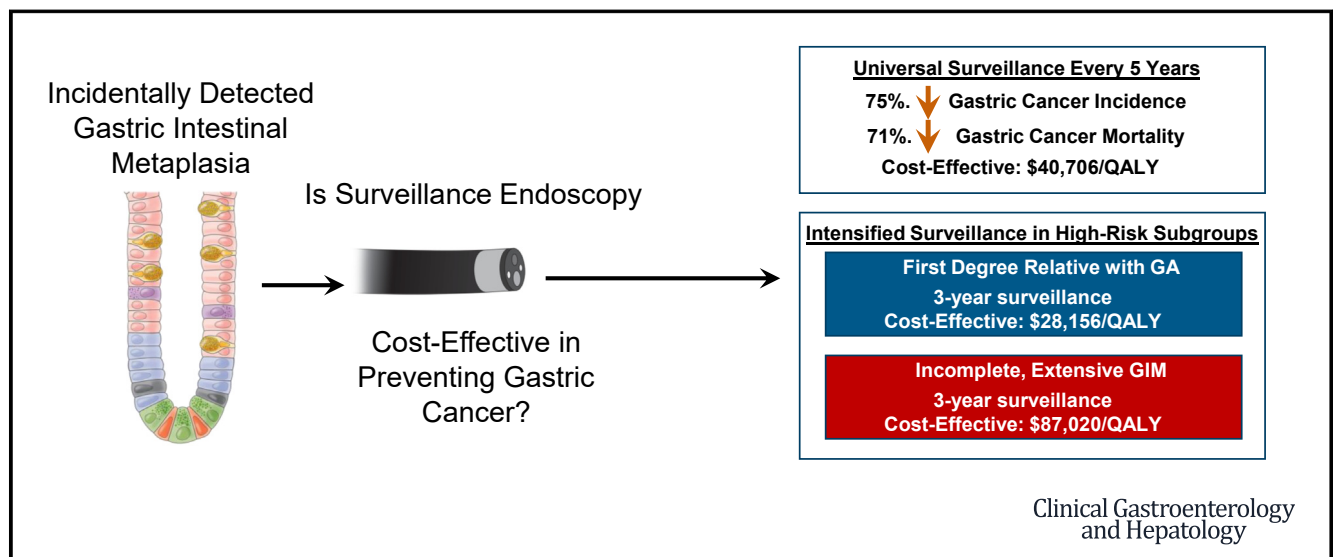 Incidentally Detected
Gastric Intestinal
Metaplasia
Is Surveillance Endoscopy
Cost-Effective in
Preventing Gastric
Cancer?
Universal Surveillance Every 5 Years
75%. Gastric Cancer Incidence
71%. Gastric Cancer Mortality
Cost-Effective: $40,706/QALY
Intensified Surveillance in High-Risk Subgroups
First Degree Relative with GA
3-year surveillance
Cost-Effective: $28,156/QALY
Incomplete, Extensive GIM
3-year surveillance
Cost-Effective: $87,020/QALY
Clinical Gastroenterology
and Hepatology